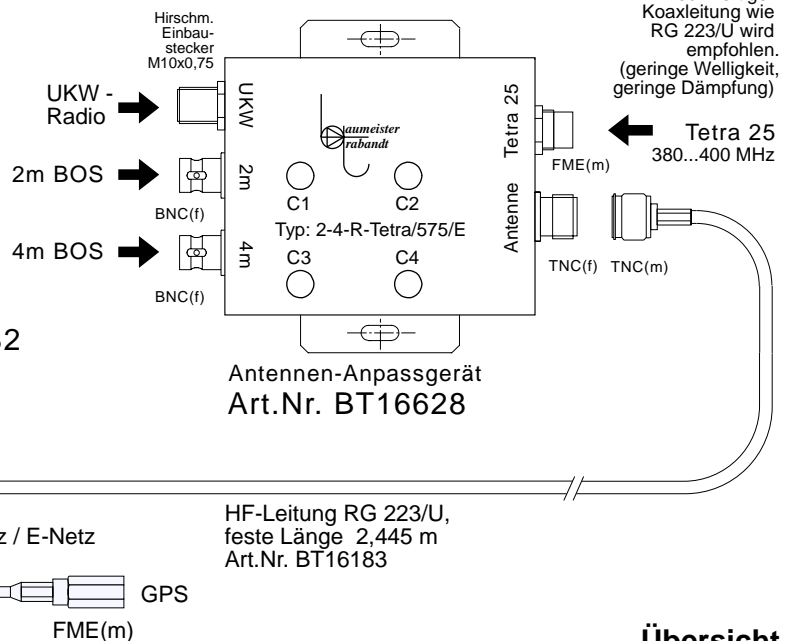 Koaxleitung wie
RG 223/U wird
empfohlen.
(geringe Welligkeit,
geringe Dämpfung)
Hirschm.
Einbau-
stecker
M10x0,75
UKW -
Radio
UKW
Tetra 25
Tetra 25
380...400 MHz
FME(m)
aumeister
rabandt
2m BOS
2m
BNC(f)
C1
C2
Typ: 2-4-R-Tetra/575/E
Antenne
TNC(f)
TNC(m)
4m BOS
4m
BNC(f)
C3
C4
2
Antennen-Anpassgerät
Art.Nr. BT16628
HF-Leitung RG 223/U,
feste Länge 2,445 m
Art.Nr. BT16183
/ E-Netz
GPS
FME(m)
Übersicht